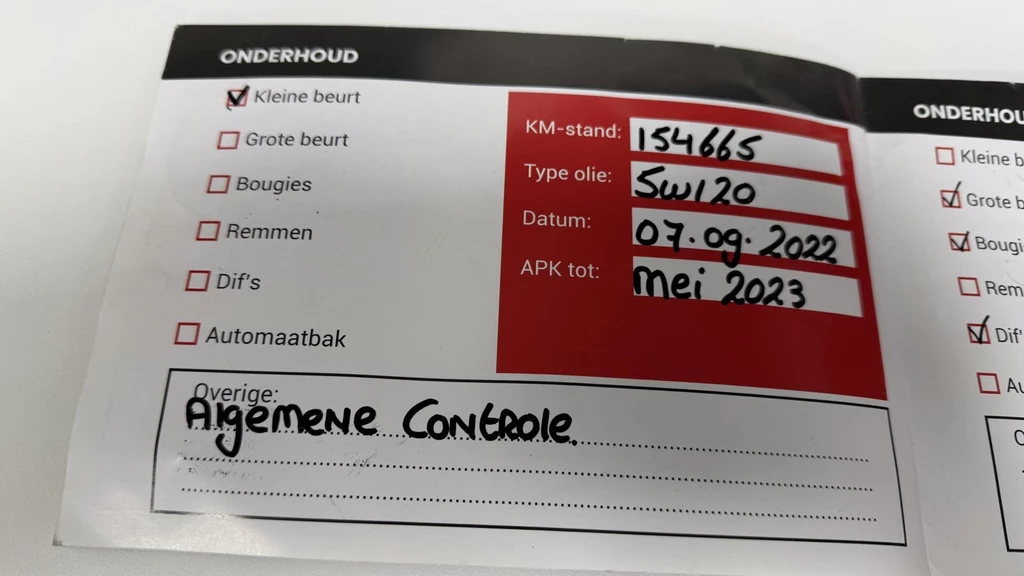 ONDERHOUD
Kleine beurt
Grote beurt
Bougies
Remmen
Dif's
Automaatbak
KM-stand: 154665
Type olie: 5W120
Datum: 07.09.2022
APK tot: Mei 2023
Overige:
Algemene Controle.
ONDERHOU
Kleine b
Grote b
Bougi
Rem
Dif'
Au